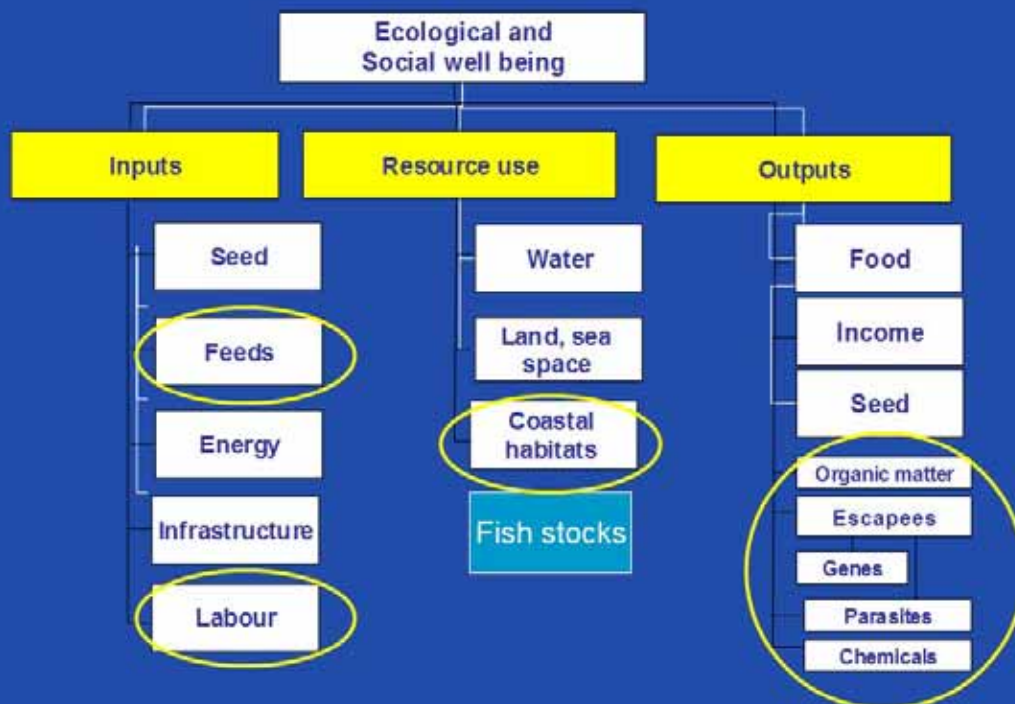 Ecological and
Social well being
Inputs
Resource use
Outputs
Seed
Feeds
Energy
Infrastructure
Labour
Water
Land, sea
space
Coastal
habitats
Fish stocks
Food
Income
Seed
Organic matter
Escapees
Genes
Parasites
Chemicals